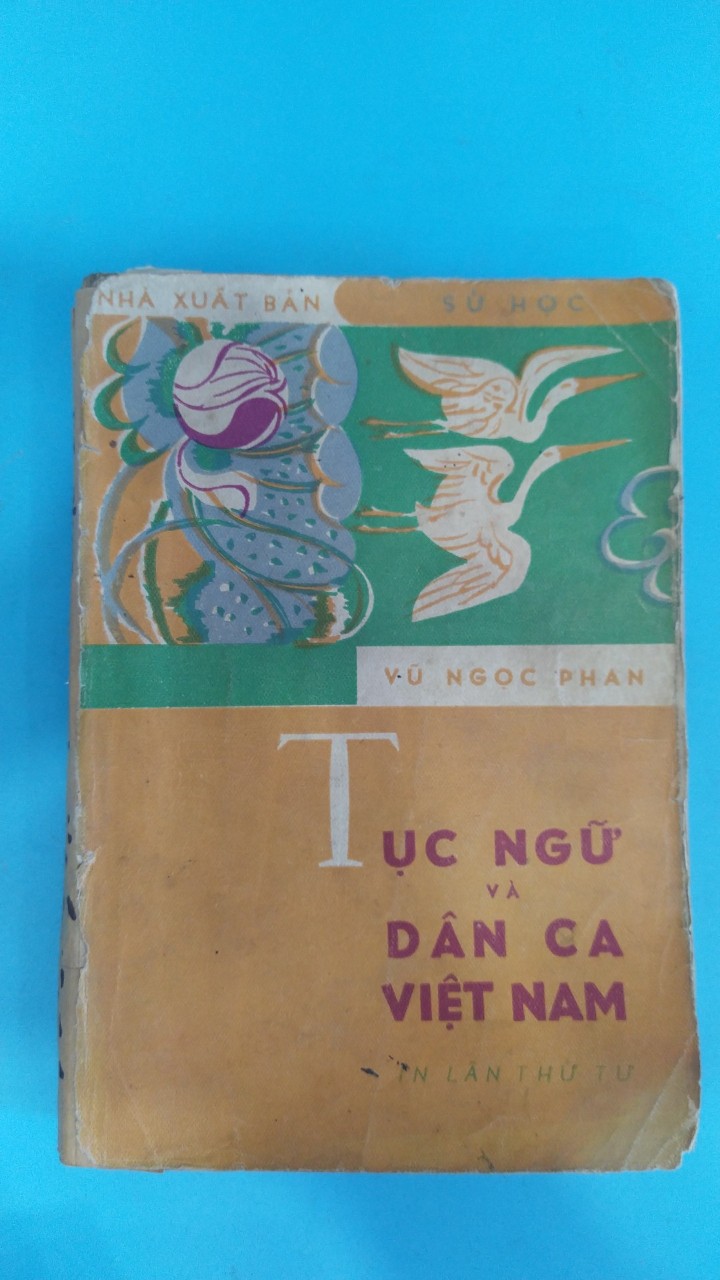 NHÀ XUẤT BẢN SỬ HỌC
VŨ NGỌC PHAN
TỤC NGỮ
VÀ
DÂN CA
VIỆT NAM
IN LẦN THỨ TƯ